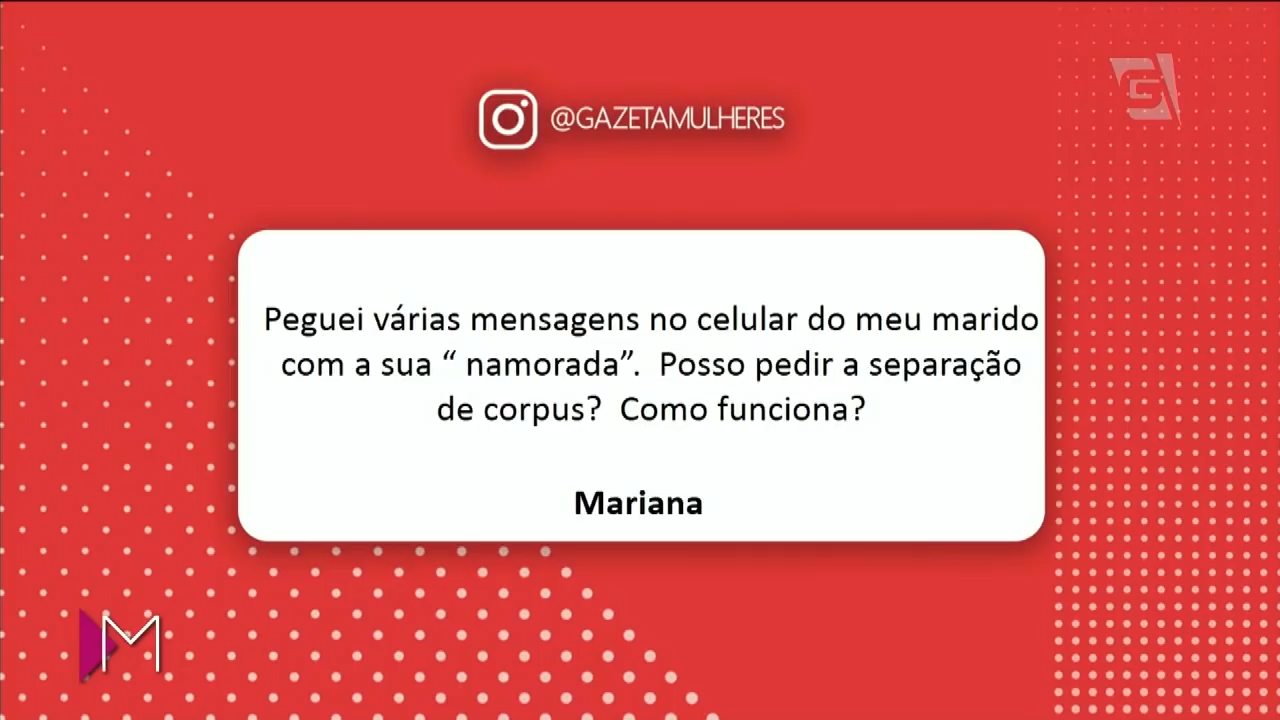 @GAZETAMULHERES
G
Peguei várias mensagens no celular do meu marido
com a sua “ namorada”.  Posso pedir a separação
de corpus?  Como funciona?
Mariana
M